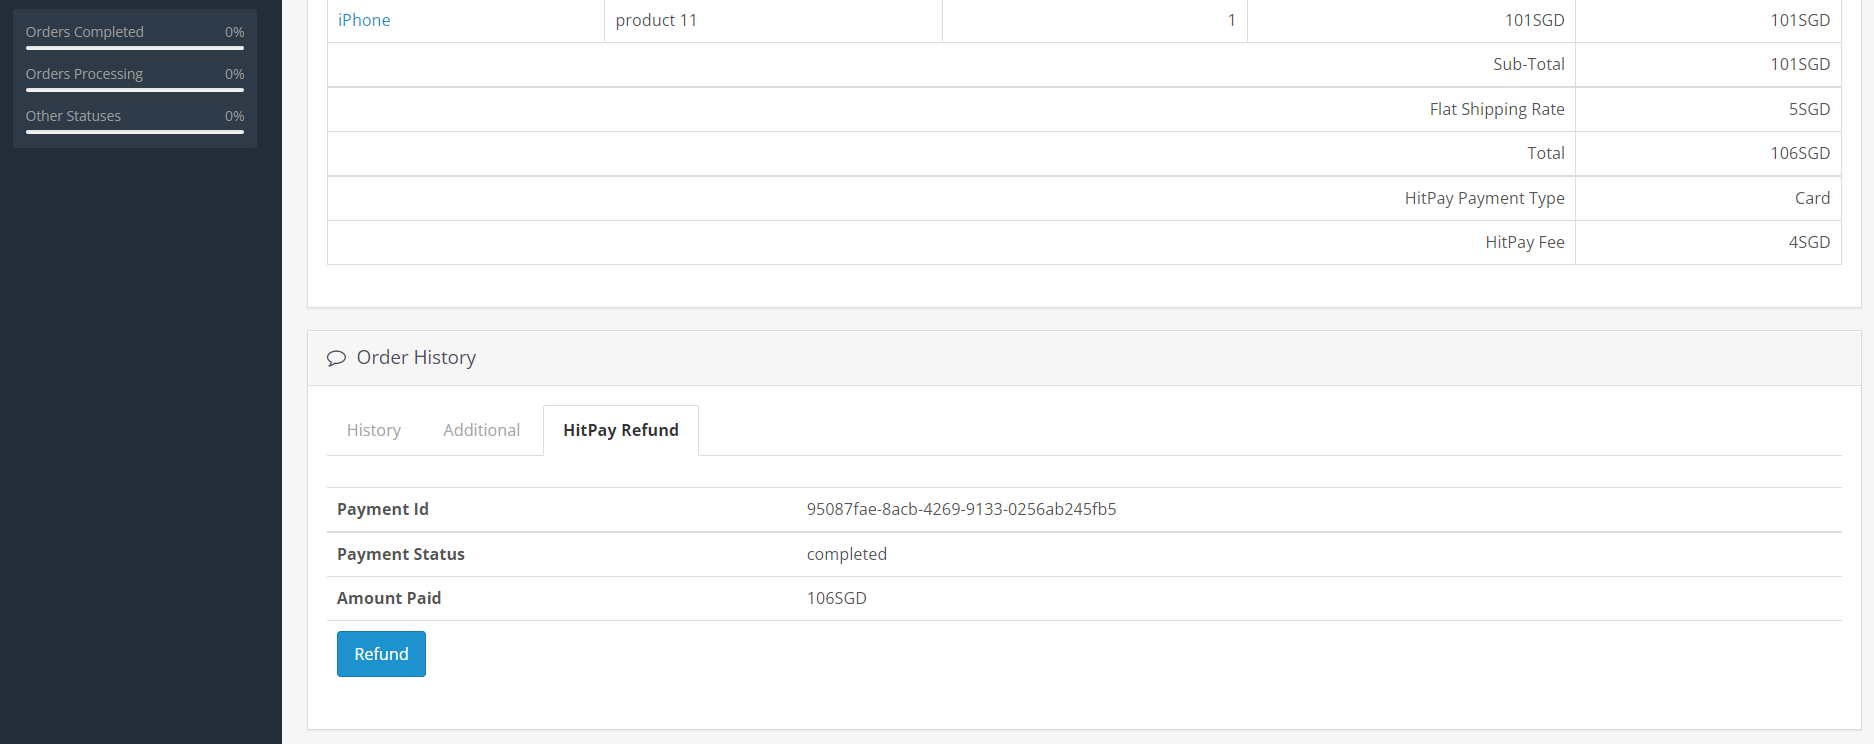 Orders Completed 0%
Orders Processing 0%
Other Statuses 0%
iPhone product 11 1 101SGD 101SGD
Sub-Total 101SGD
Flat Shipping Rate 5SGD
Total 106SGD
HitPay Payment Type Card
HitPay Fee 4SGD
Order History
History Additional HitPay Refund
Payment Id 95087fae-8acb-4269-9133-0256ab245fb5
Payment Status completed
Amount Paid 106SGD
Refund